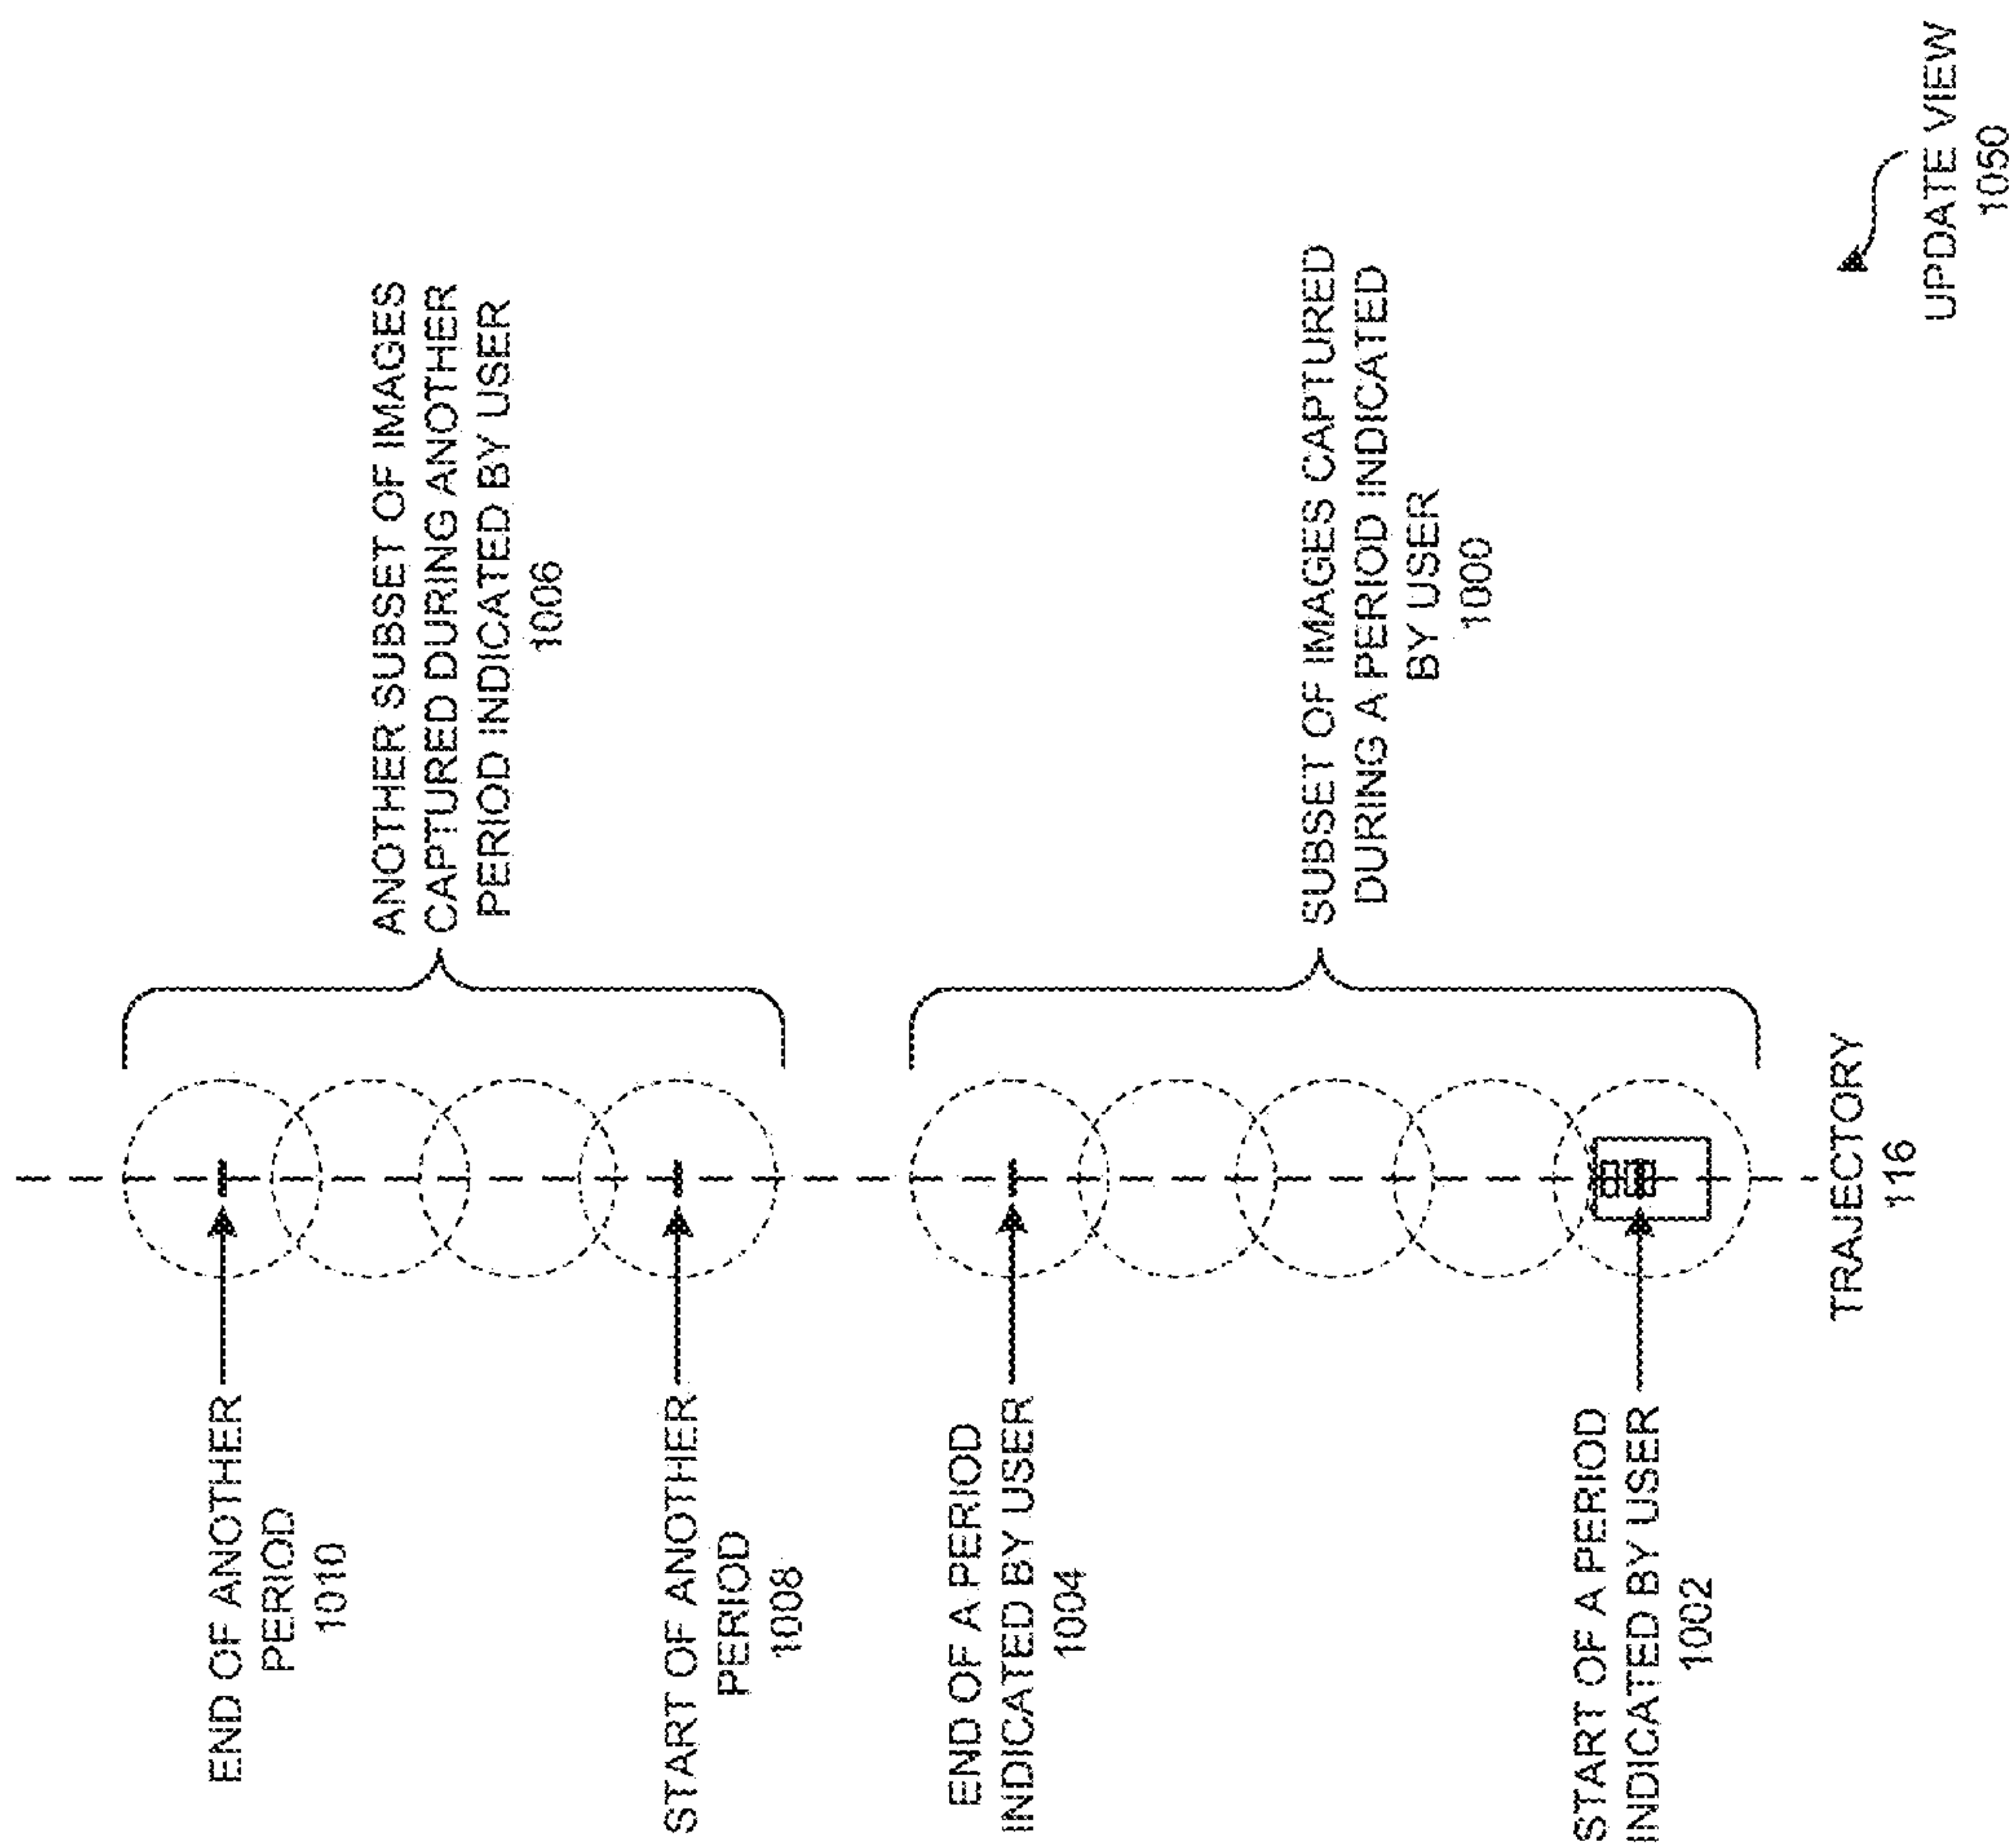 END OF ANOTHER
PERIOD
1010
START OF ANOTHER
PERIOD
1008
END OF A PERIOD
INDICATED BY USER
1004
START OF A PERIOD
INDICATED BY USER
1002
TRAJECTORY
116
ANOTHER SUBSET OF IMAGES
CAPTURED DURING ANOTHER
PERIOD INDICATED BY USER
1006
SUBSET OF IMAGES CAPTURED
DURING A PERIOD INDICATED
BY USER
1000
UPDATE VIEW
1050